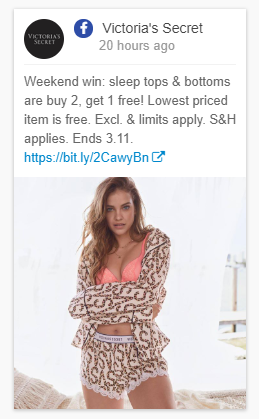 VICTORIA'S
SECRET
Victoria's Secret
20 hours ago
Weekend win: sleep tops & bottoms
are buy 2, get 1 free! Lowest priced
item is free. Excl. & limits apply. S&H
applies. Ends 3.11.
https://bit.ly/2CawyBn